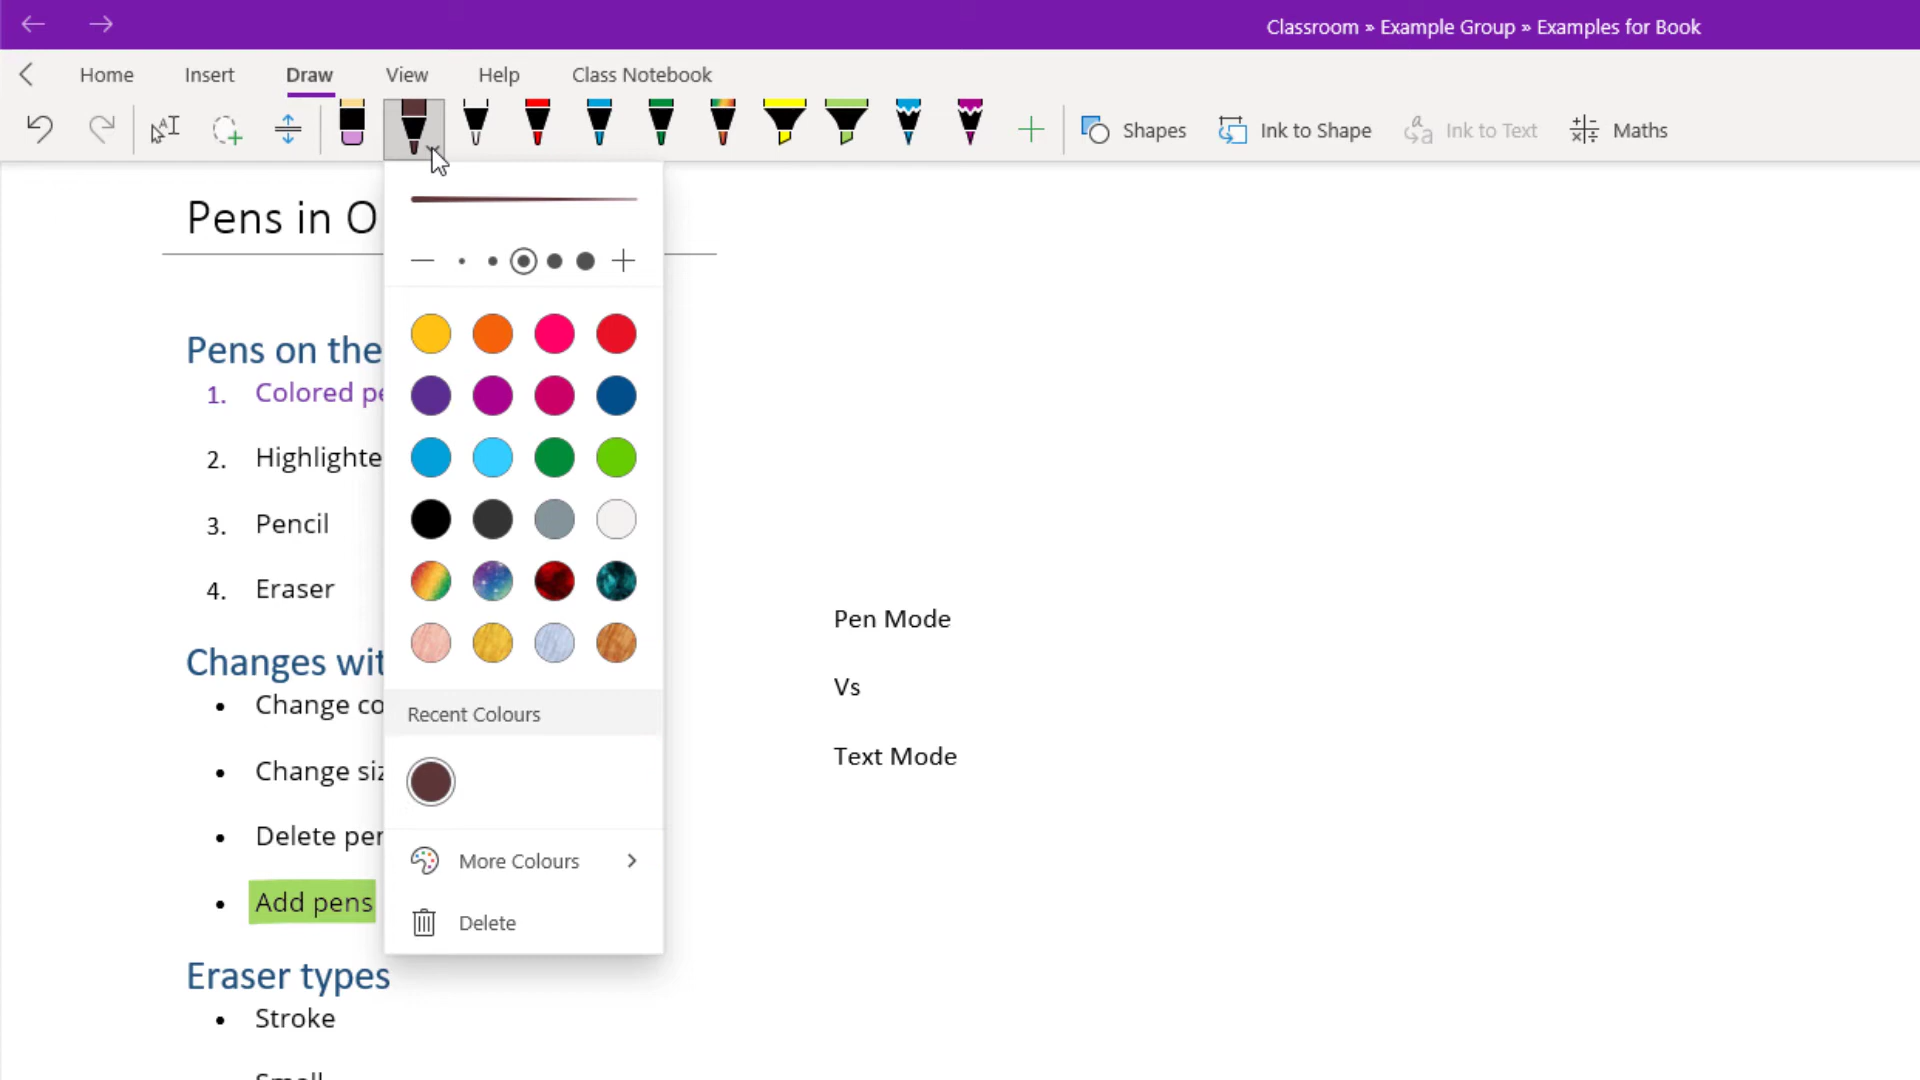 Classroom » Example Group » Examples for Book
Home Insert Draw View Help Class Notebook
Shapes Ink to Shape Ink to Text Maths
Pens in O
Pens on the
1. Colored pe
2. Highlighte
3. Pencil
4. Eraser
Changes wit
• Change co
• Change siz
• Delete per
• Add pens
Eraser types
• Stroke
Small
Recent Colours
More Colours
Delete
Pen Mode
Vs
Text Mode